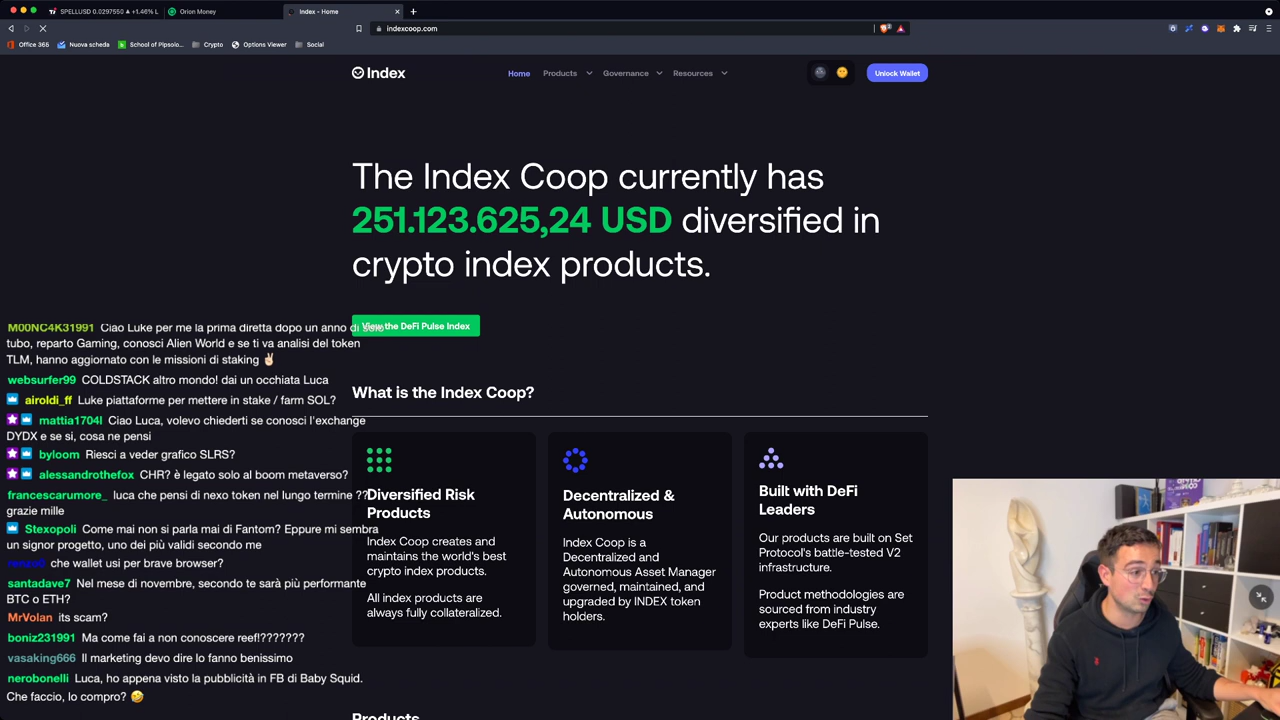 SPELLUSD 0.0297550 ▲ +1.46% L
Orion Money
Index - Home
indexcoop.com
Office 365
Nuova scheda
School of Pipsolo...
Crypto
Options Viewer
Social
Index
Home
Products
Governance
Resources
Unlock Wallet
The Index Coop currently has
251.123.625,24 USD diversified in
crypto index products.
View the DeFi Pulse Index
What is the Index Coop?
Diversified Risk
Products
Index Coop creates and
maintains the world's best
crypto index products.
All index products are
always fully collateralized.
Decentralized &
Autonomous
Index Coop is a
Decentralized and
Autonomous Asset Manager
governed, maintained, and
upgraded by INDEX token
holders.
Built with DeFi
Leaders
Our products are built on Set
Protocol's battle-tested V2
infrastructure.
Product methodologies are
sourced from industry
experts like DeFi Pulse.
Products
M00NC4K31991 Ciao Luke per me la prima diretta dopo un anno di solo
tubo, reparto Gaming, conosci Alien World e se ti va analisi del token
TLM, hanno aggiornato con le missioni di staking ✌🏻
websurfer99 COLDSTACK altro mondo! dai un occhiata Luca
airoldi_ff Luke piattaforme per mettere in stake / farm SOL?
mattia1704l Ciao Luca, volevo chiederti se conosci l'exchange
DYDX e se si, cosa ne pensi
byloom Riesci a veder grafico SLRS?
alessandrothefox CHR? è legato solo al boom metaverso?
francescarumore_ luca che pensi di nexo token nel lungo termine ??
grazie mille
Stexopoli Come mai non si parla mai di Fantom? Eppure mi sembra
un signor progetto, uno dei più validi secondo me
che wallet usi per brave browser?
santadave7 Nel mese di novembre, secondo te sarà più performante
BTC o ETH?
MrVolan its scam?
boniz231991 Ma come fai a non conoscere reef!???????
vasaking666 Il marketing devo dire lo fanno benissimo
nerobonelli Luca, ho appena visto la pubblicità in FB di Baby Squid.
Che faccio, lo compro? 🤣